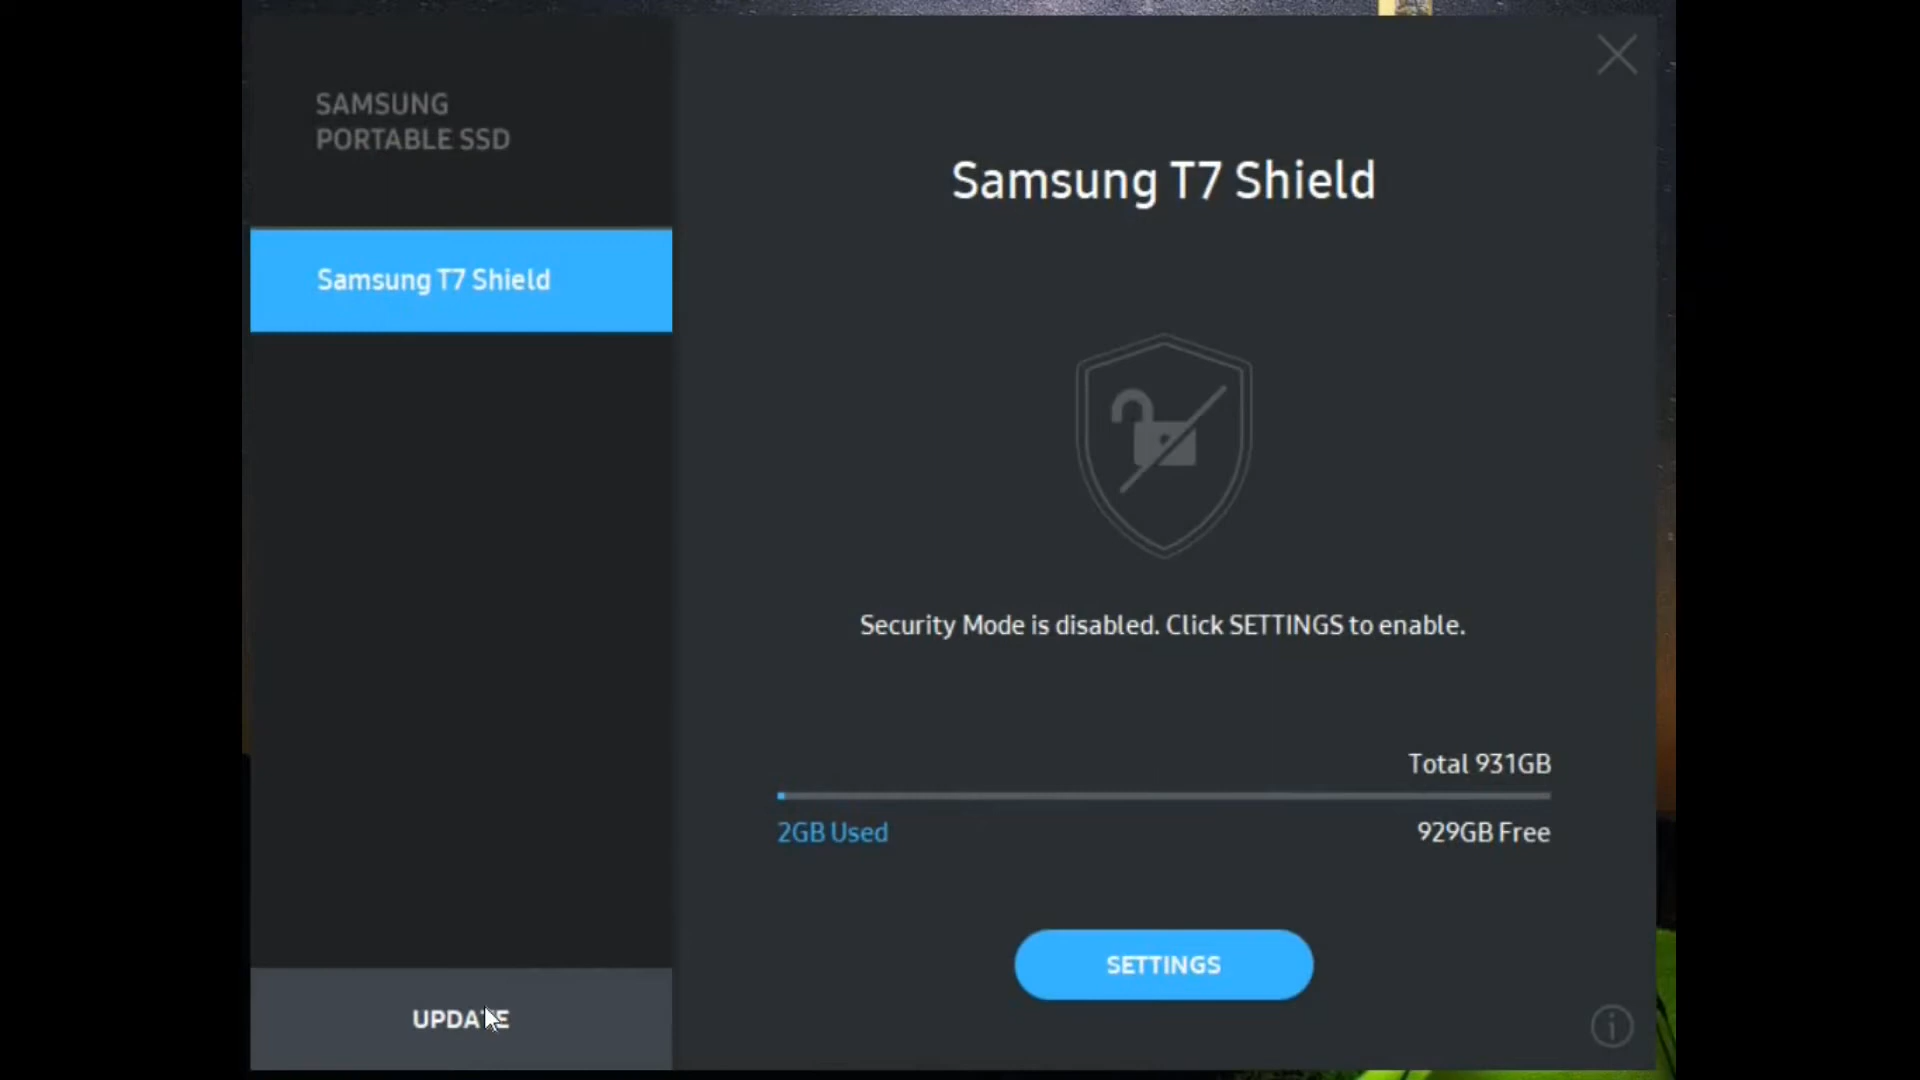 SAMSUNG
PORTABLE SSD
Samsung T7 Shield
UPDATE
Samsung T7 Shield
Security Mode is disabled. Click SETTINGS to enable.
Total 931GB
2GB Used
929GB Free
SETTINGS